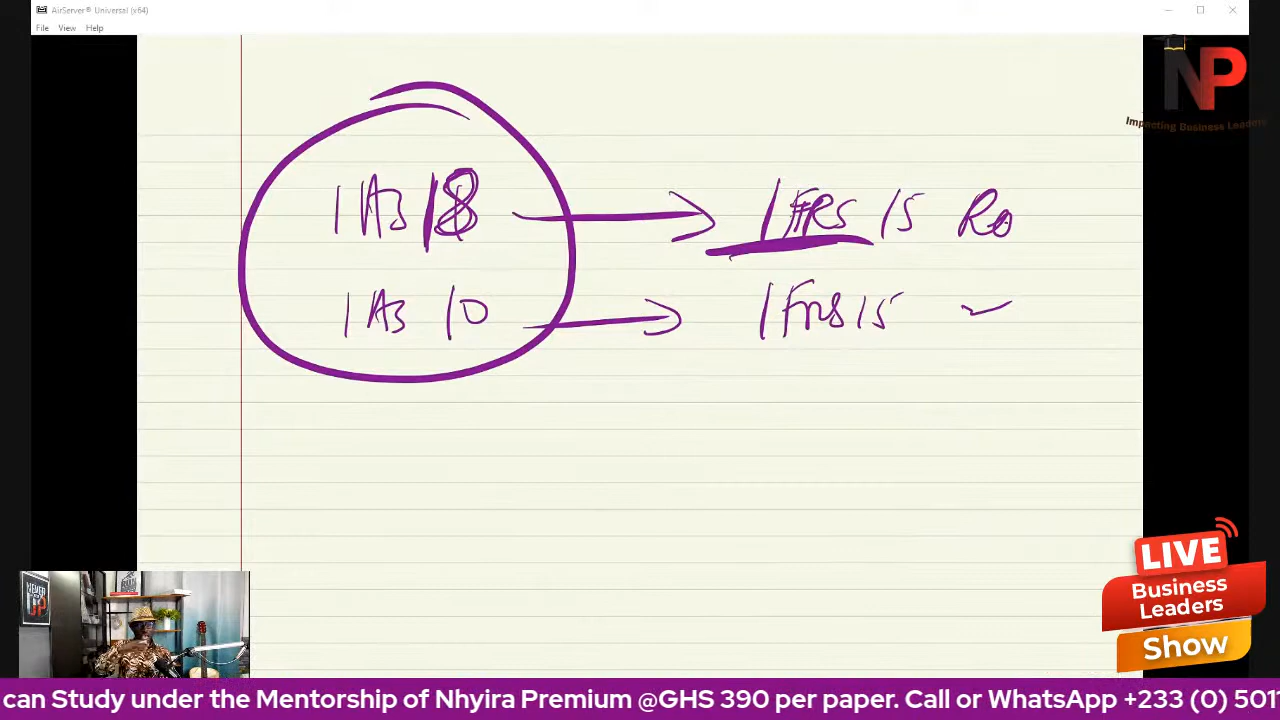 AirServer® Universal (x64)
File View Help
NP
Impacting Business Leaders
IAS 18 IFRS 15
IAS 10 IFRS 15
LIVE
Business
Leaders
Show
can Study under the Mentorship of Nhyira Premium @GHS 390 per paper. Call or WhatsApp +233 (0) 501